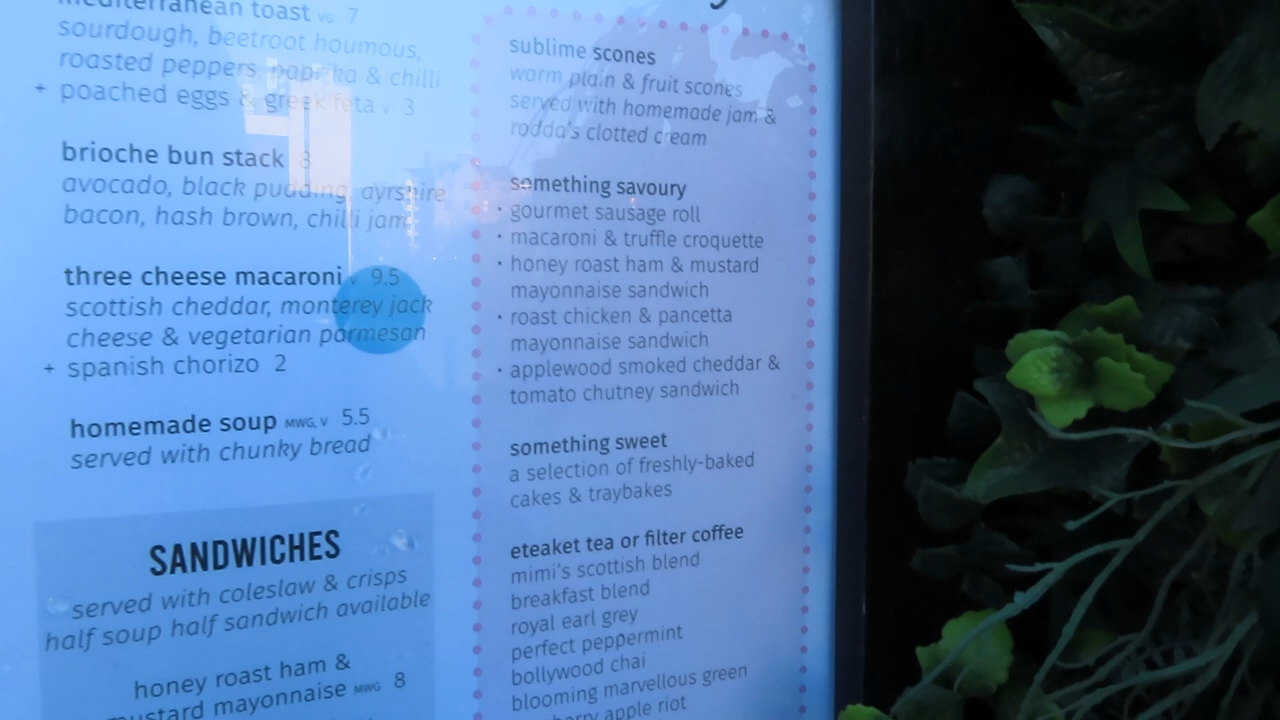 mediterranean toast VG 7
sourdough, beetroot houmous,
roasted peppers, paprika & chilli
+ poached eggs & greek feta v 3
brioche bun stack 8
avocado, black pudding, ayrshire
bacon, hash brown, chilli jam
three cheese macaroni v 9.5
scottish cheddar, monterey jack
cheese & vegetarian parmesan
+ spanish chorizo 2
homemade soup MWG, V 5.5
served with chunky bread
SANDWICHES
served with coleslaw & crisps
half soup half sandwich available
honey roast ham &
mustard mayonnaise MWG 8
sublime scones
warm plain & fruit scones
served with homemade jam &
rodda's clotted cream
something savoury
• gourmet sausage roll
• macaroni & truffle croquette
• honey roast ham & mustard
mayonnaise sandwich
• roast chicken & pancetta
mayonnaise sandwich
• applewood smoked cheddar &
tomato chutney sandwich
something sweet
a selection of freshly-baked
cakes & traybakes
eteaket tea or filter coffee
mimi's scottish blend
breakfast blend
royal earl grey
perfect peppermint
bollywood chai
blooming marvellous green
apple riot